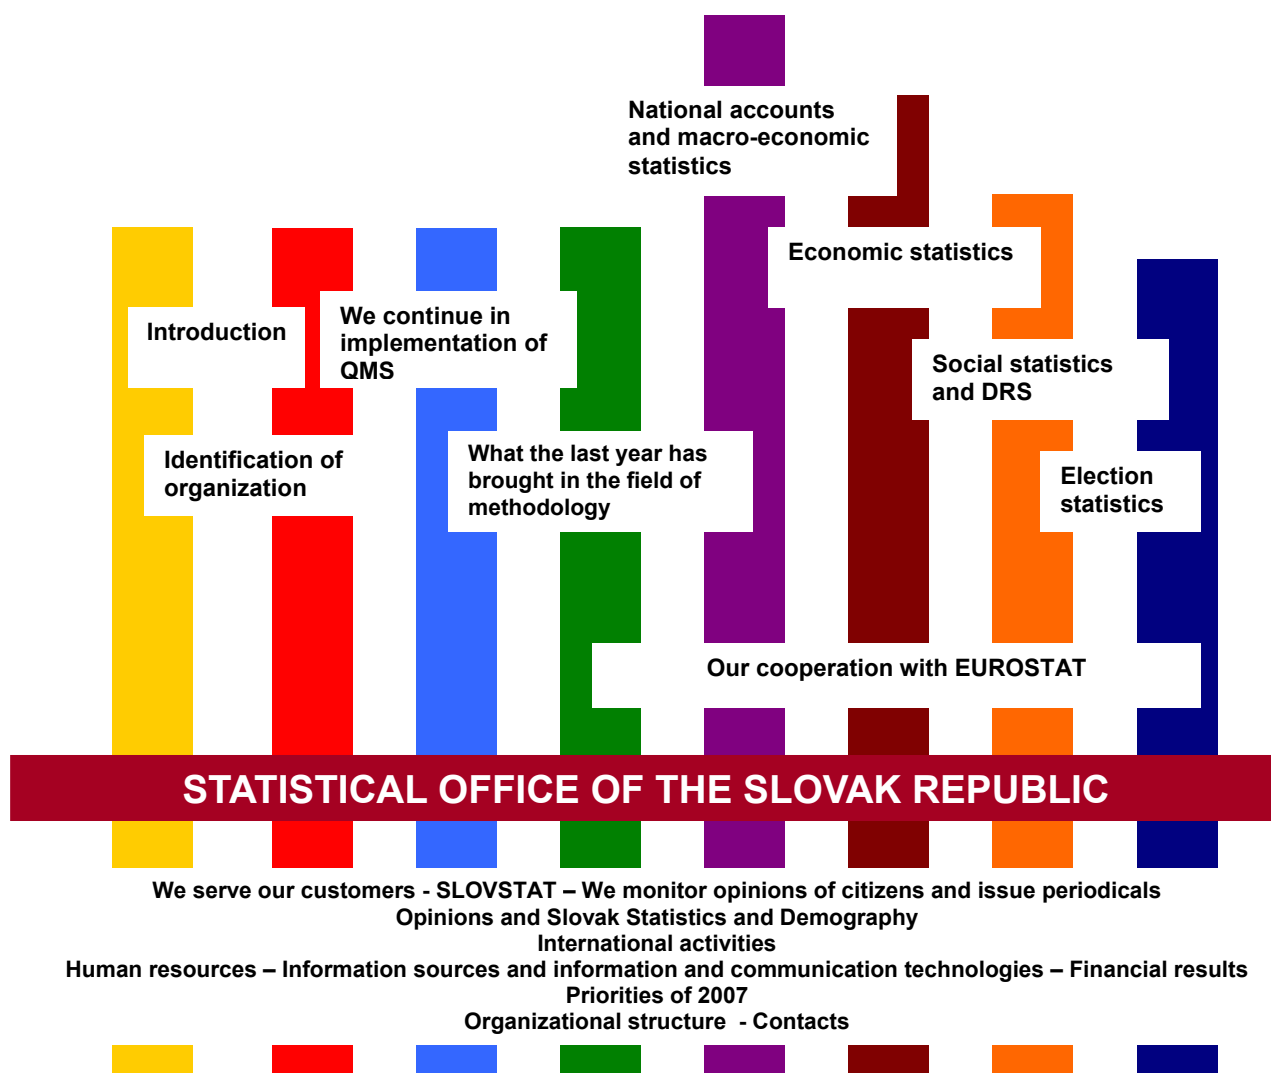 National accounts
and macro-economic
statistics
Economic statistics
Introduction
We continue in
implementation of
QMS
Social statistics
and DRS
Identification of
organization
What the last year has
brought in the field of
methodology
Election
statistics
Our cooperation with EUROSTAT
STATISTICAL OFFICE OF THE SLOVAK REPUBLIC
We serve our customers - SLOVSTAT – We monitor opinions of citizens and issue periodicals
Opinions and Slovak Statistics and Demography
International activities
Human resources – Information sources and information and communication technologies – Financial results
Priorities of 2007
Organizational structure - Contacts